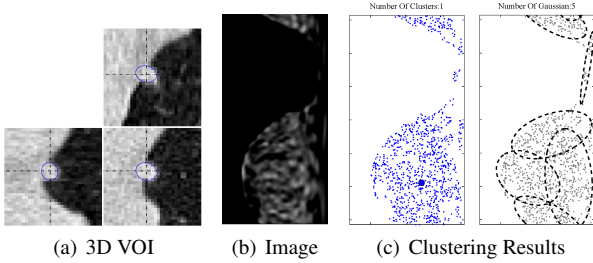 Number Of Clusters:1
Number Of Gaussian:5
(a) 3D VOI
(b) Image
(c) Clustering Results